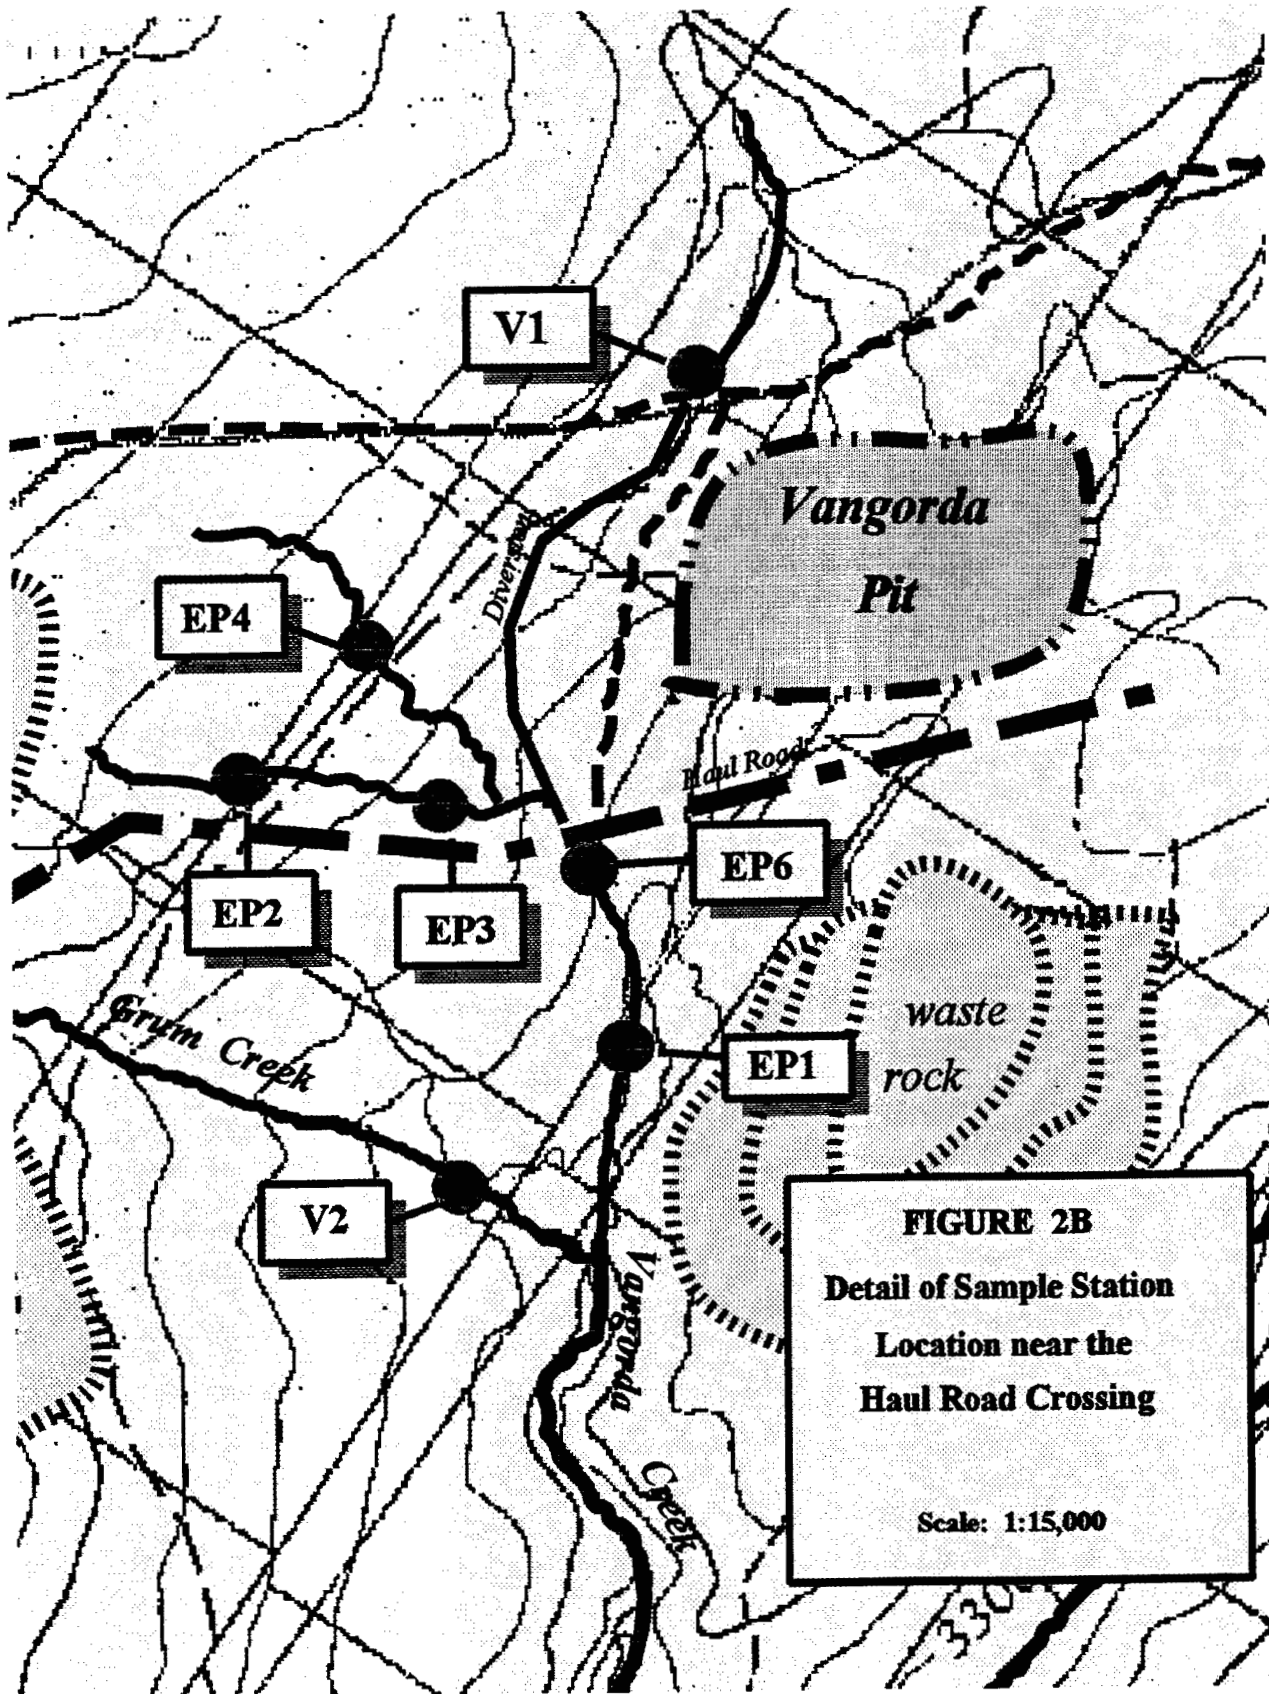 V1
Vangorda
Pit
Diversion
EP4
Haul Road
EP6
EP2
EP3
waste
rock
EP1
Grum Creek
V2
Vangorda
Creek
FIGURE 2B
Detail of Sample Station
Location near the
Haul Road Crossing
Scale: 1:15,000
330